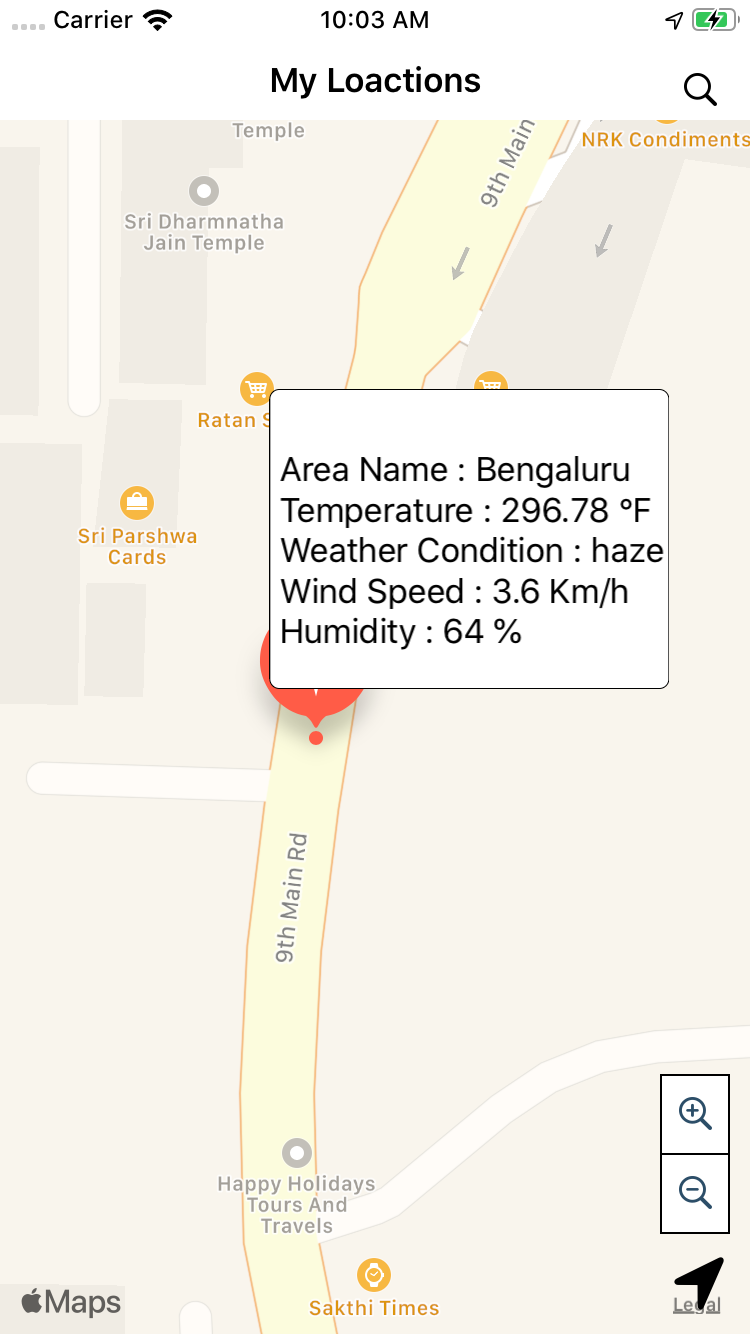 Carrier
10:03 AM
My Loactions
Temple
NRK Condiments
9th Main
Sri Dharmnatha
Jain Temple
Ratan S
Area Name : Bengaluru
Temperature : 296.78 °F
Weather Condition : haze
Wind Speed : 3.6 Km/h
Humidity : 64 %
Sri Parshwa
Cards
9th Main Rd
Happy Holidays
Tours And
Travels
Sakthi Times
Maps
Legal